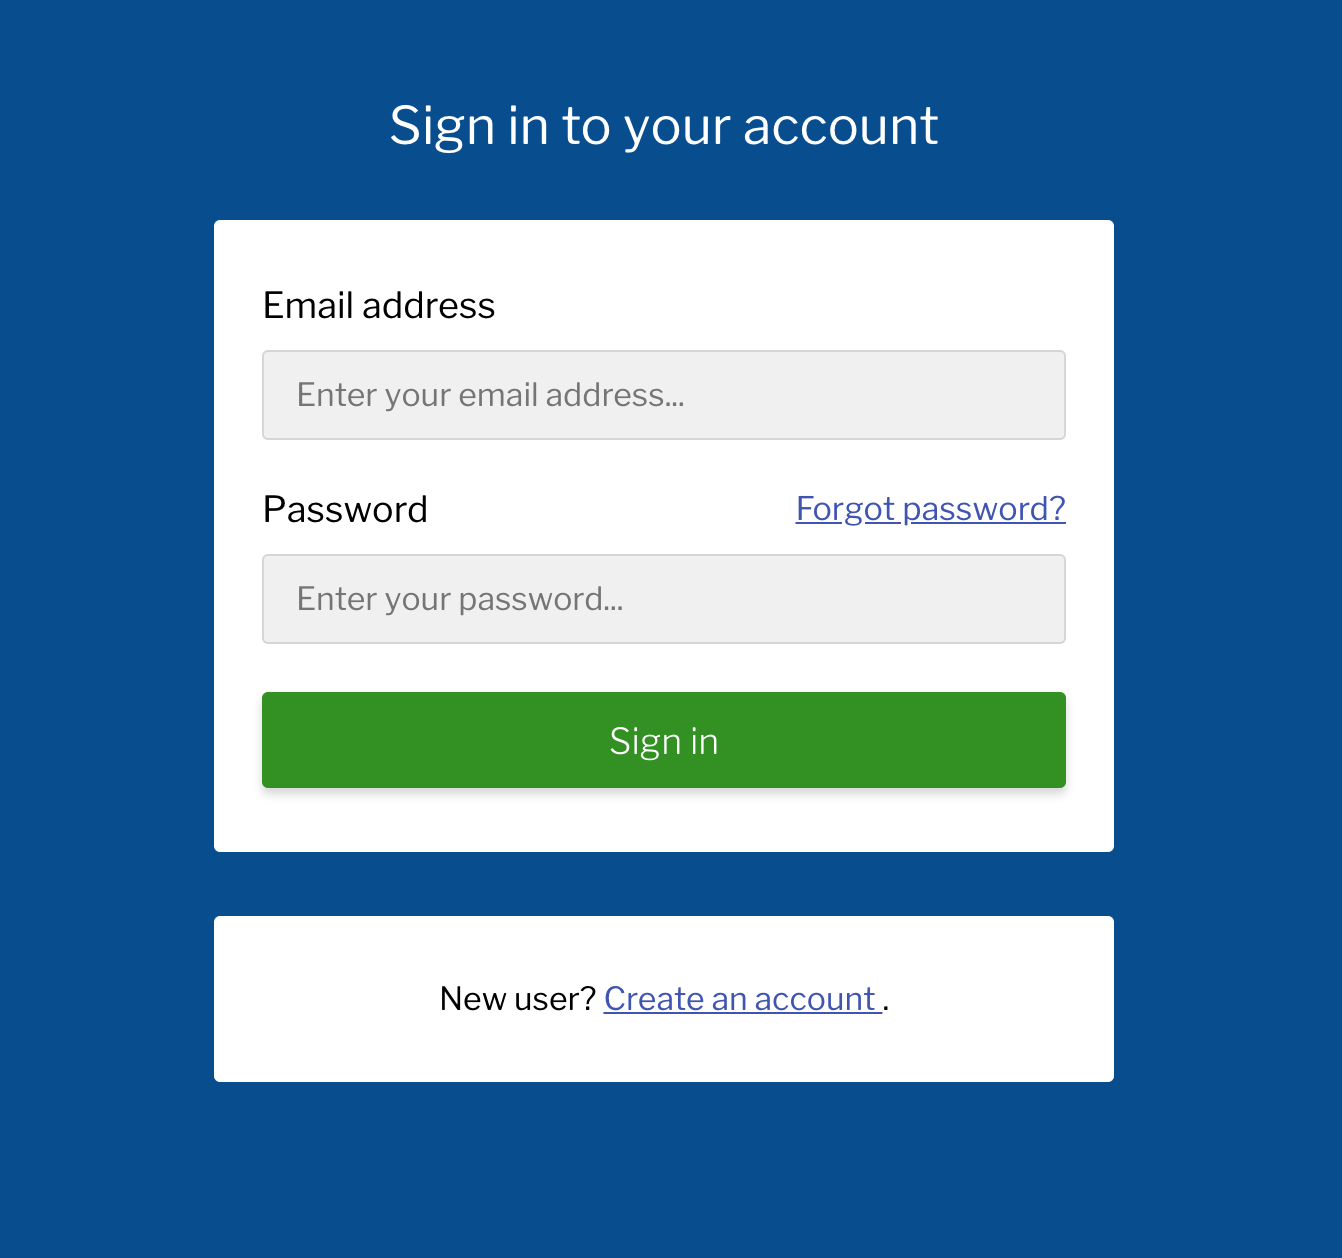 Sign in to your account
Email address
Enter your email address...
Password Forgot password?
Enter your password...
Sign in
New user? Create an account .